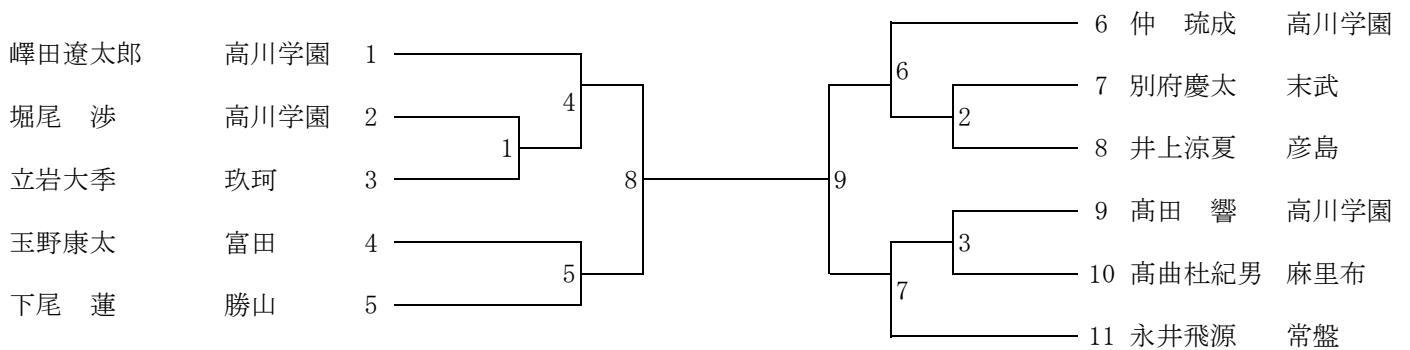 嶧田遼太郎 高川学園 1
堀尾 渉 高川学園 2
立岩大季 玖珂 3
玉野康太 富田 4
下尾 蓮 勝山 5
1
4
5
8
9
6
2
3
7
6 仲 琉成 高川学園
7 別府慶太 末武
8 井上涼夏 彦島
9 髙田 響 高川学園
10 髙曲杜紀男 麻里布
11 永井飛源 常盤